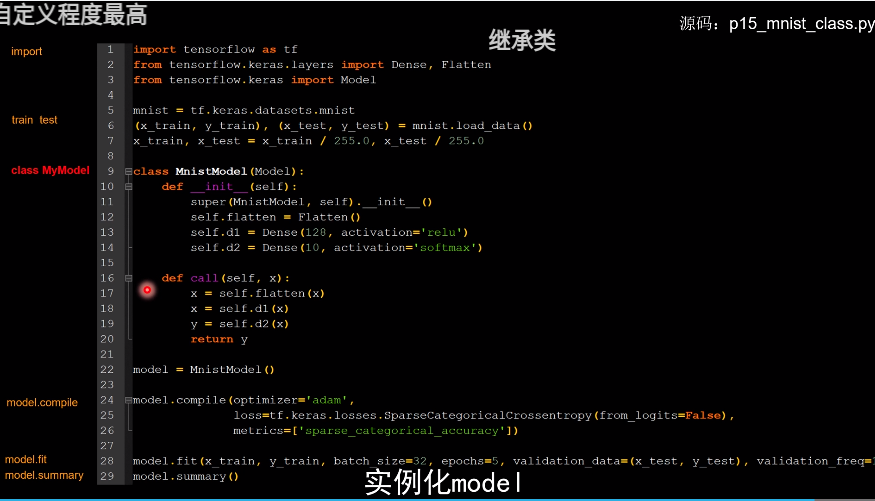 自定义程度最高
源码：p15_mnist_class.py
继承类
import
1 import tensorflow as tf
2 from tensorflow.keras.layers import Dense, Flatten
3 from tensorflow.keras import Model
4
train test
5 mnist = tf.keras.datasets.mnist
6 (x_train, y_train), (x_test, y_test) = mnist.load_data()
7 x_train, x_test = x_train / 255.0, x_test / 255.0
8
class MyModel
9 class MnistModel(Model):
10 def __init__(self):
11 super(MnistModel, self).__init__()
12 self.flatten = Flatten()
13 self.d1 = Dense(128, activation='relu')
14 self.d2 = Dense(10, activation='softmax')
15
16 def call(self, x):
17 x = self.flatten(x)
18 x = self.d1(x)
19 y = self.d2(x)
20 return y
21
22 model = MnistModel()
23
model.compile
24 model.compile(optimizer='adam',
25 loss=tf.keras.losses.SparseCategoricalCrossentropy(from_logits=False),
26 metrics=['sparse_categorical_accuracy'])
27
model.fit
28 model.fit(x_train, y_train, batch_size=32, epochs=5, validation_data=(x_test, y_test), validation_freq=
model.summary
29 model.summary()
实例化model